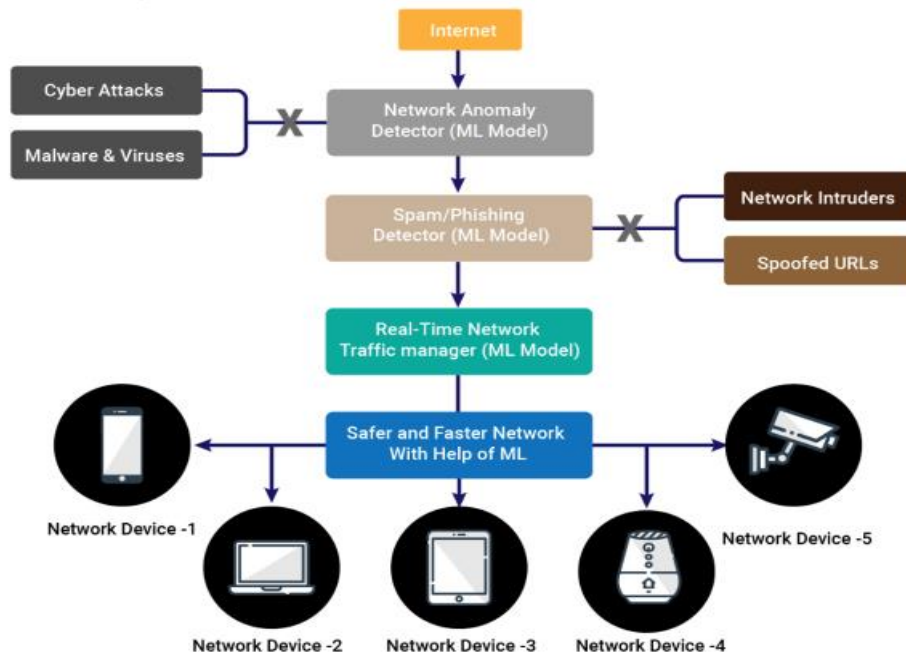 Internet
Cyber Attacks
Network Anomaly
Detector (ML Model)
Malware & Viruses
Network Intruders
Spam/Phishing
Detector (ML Model)
Spoofed URLs
Real-Time Network
Traffic manager (ML Model)
Safer and Faster Network
With Help of ML
Network Device -1
Network Device -5
Network Device -2
Network Device -3
Network Device -4